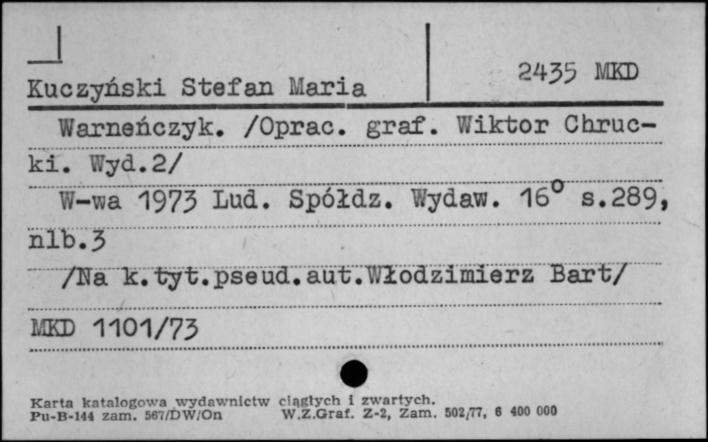 2435 MKD
Kuczyński Stefan Maria
Warneńczyk. /Oprac. graf. Wiktor Chruc-
ki. Wyd.2/
W-wa 1973 Lud. Spółdz. Wydaw. 16° s.289,
nlb.3
/Na k.tyt.pseud.aut.Włodzimierz Bart/
MKD 1101/73
Karta katalogowa wydawnictw ciągłych i zwartych.
Pu-B-144 zam. 567/DW/On W.Z.Graf. Z-2, Zam. 502/77, 6 400 000